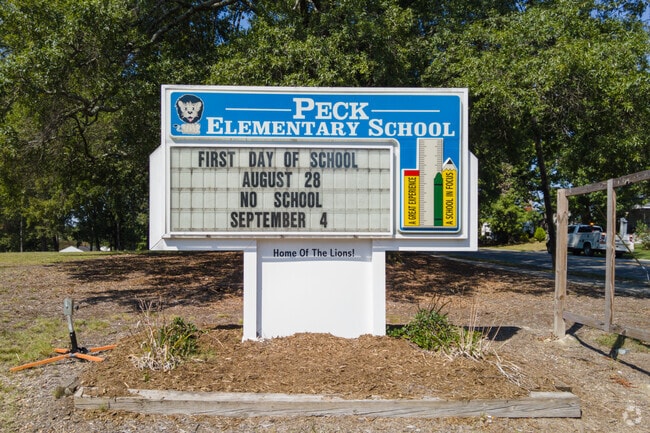 PECK
ELEMENTARY SCHOOL
FIRST DAY OF SCHOOL
AUGUST 28
NO SCHOOL
SEPTEMBER 4
A GREAT EXPERIENCE
A SCHOOL IN FOCUS
Home Of The Lions!